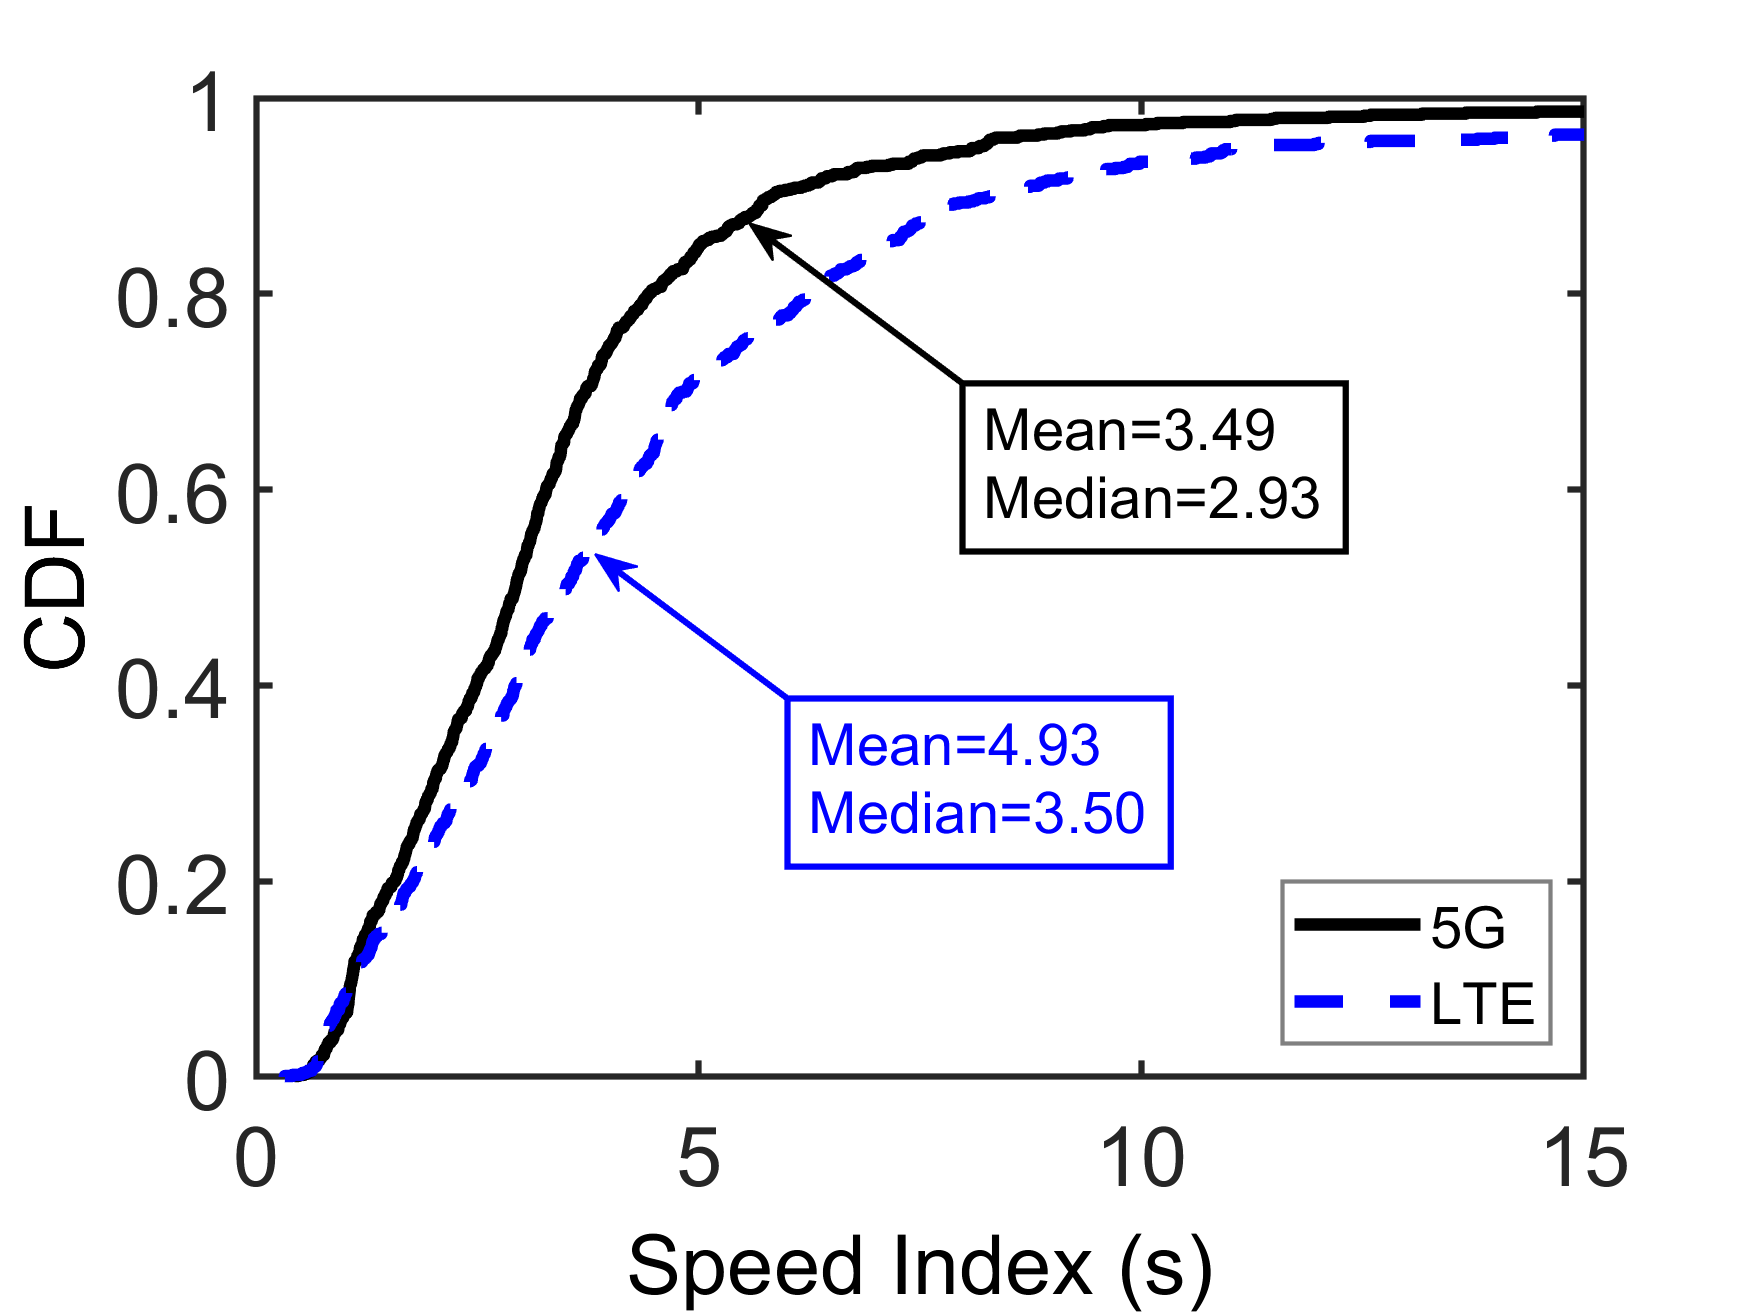 1
0.8
0.6
0.4
0.2
0
CDF
Mean=3.49
Median=2.93
Mean=4.93
Median=3.50
5G
LTE
0 5 10 15
Speed Index (s)